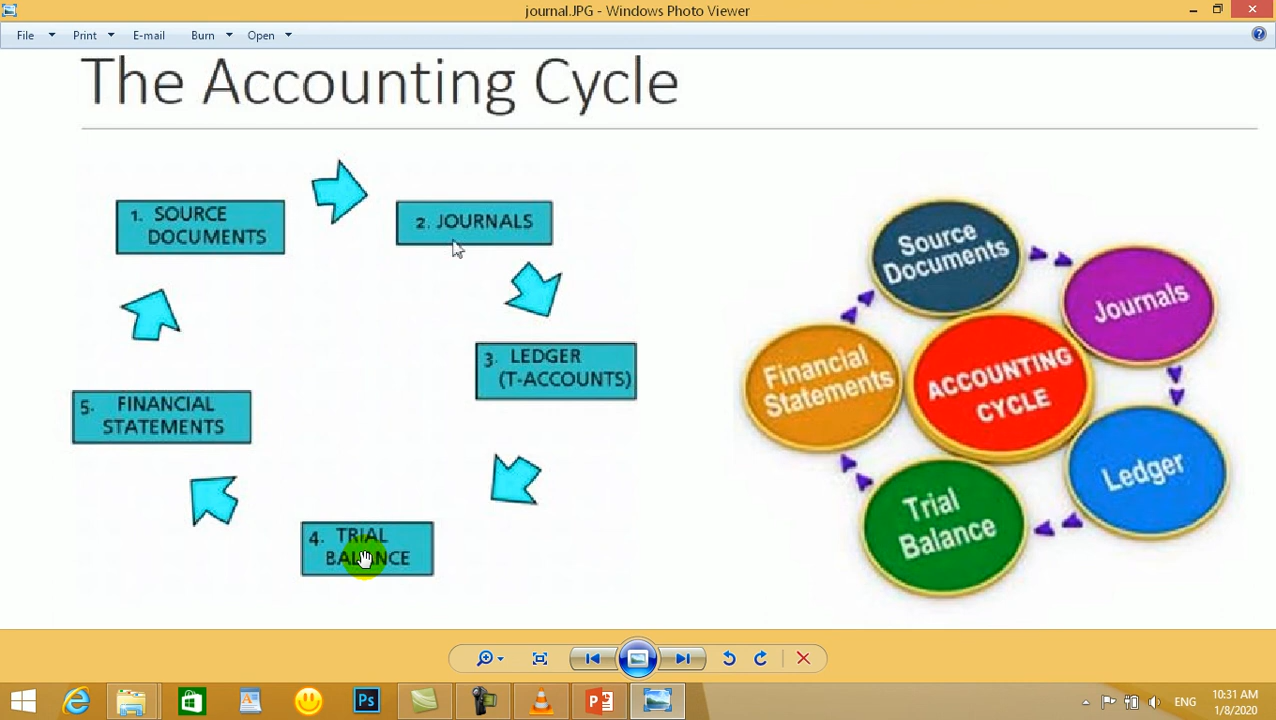 journal.JPG - Windows Photo Viewer
File Print E-mail Burn Open
The Accounting Cycle
1. SOURCE
DOCUMENTS
2. JOURNALS
3. LEDGER
(T-ACCOUNTS)
4. TRIAL
BALANCE
5. FINANCIAL
STATEMENTS
Source
Documents
Journals
Ledger
Trial
Balance
Financial
Statements
ACCOUNTING
CYCLE
Ps
ENG
10:31 AM
1/8/2020